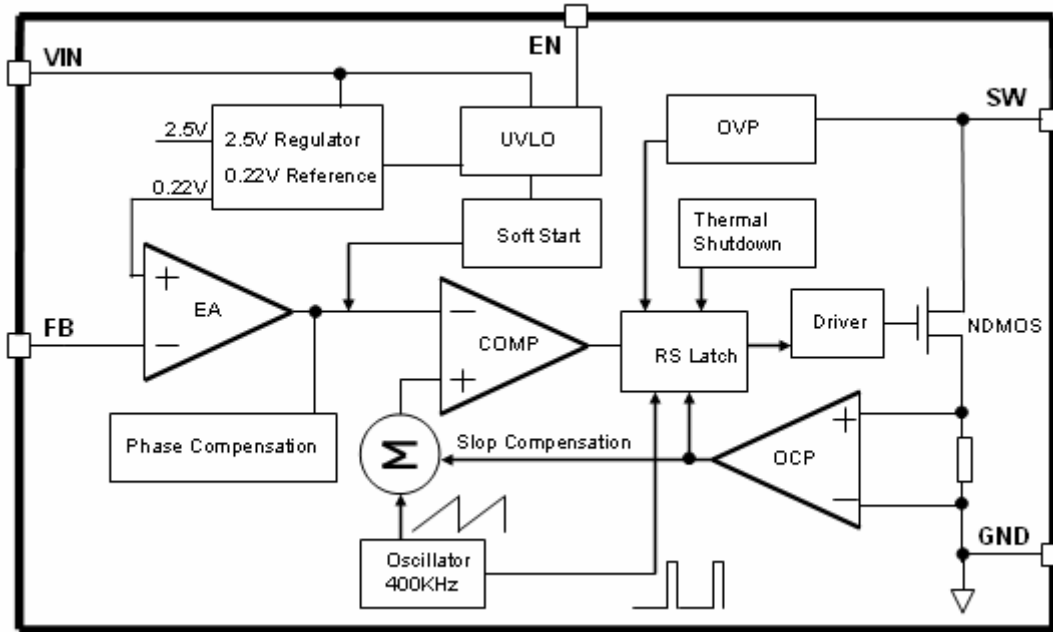 EN
VIN
SW
2.5V
2.5V Regulator
0.22V Reference
UVLO
OVP
0.22V
Soft Start
Thermal
Shutdown
+
EA
−
FB
−
COMP
+
RS Latch
Driver
NDMOS
Phase Compensation
Σ
Slop Compensation
+
OCP
−
GND
Oscillator
400KHz